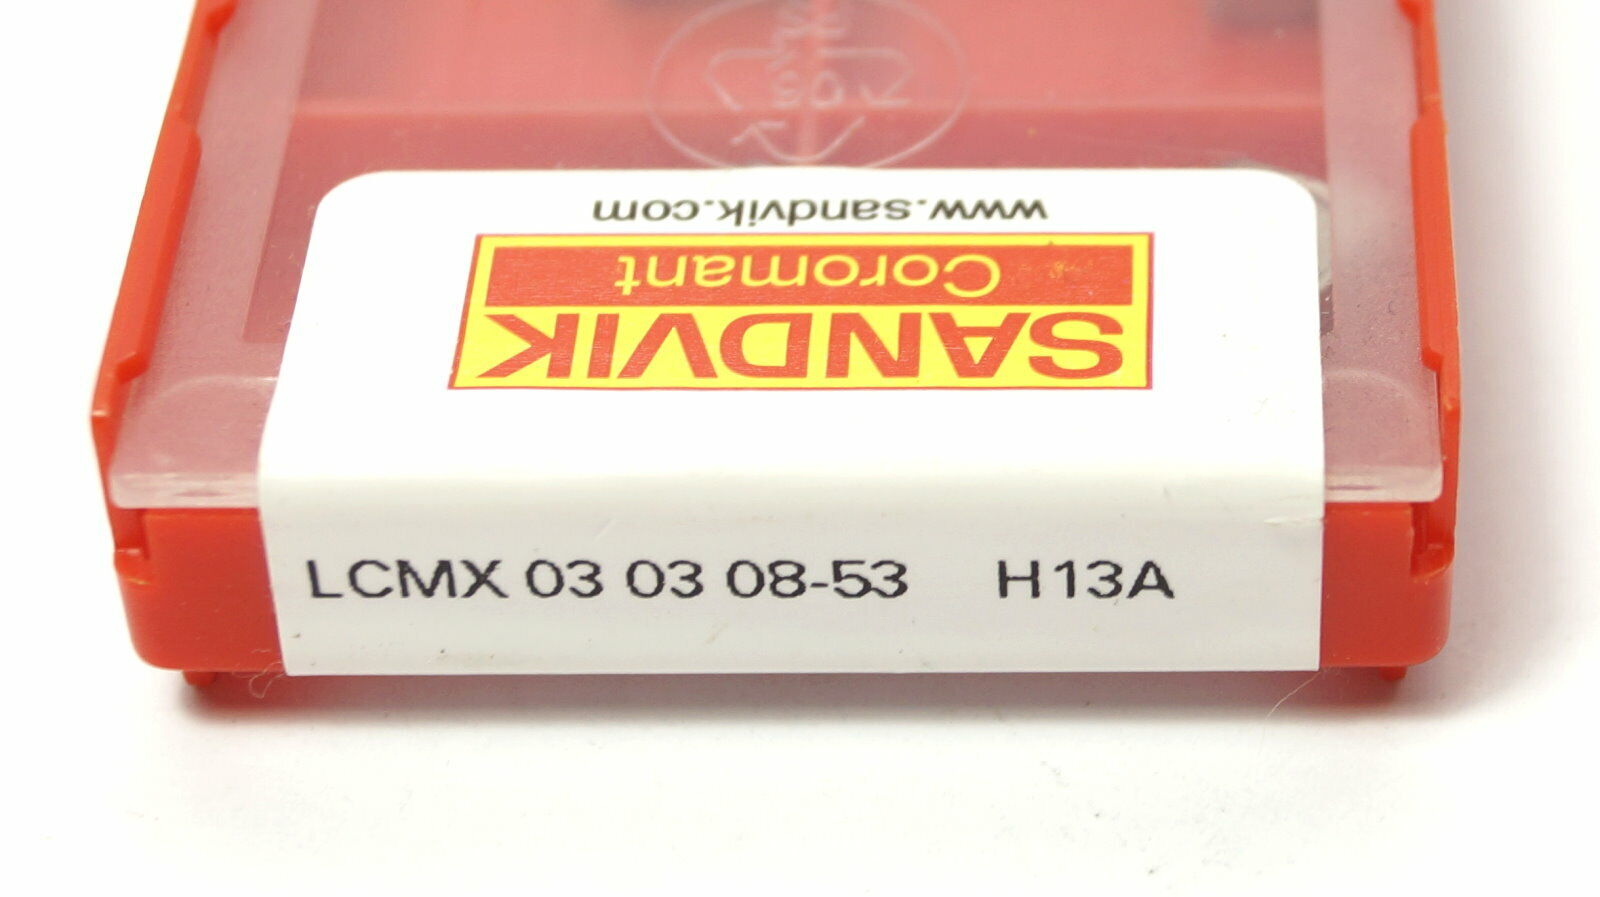 www.sandvik.com
Coromant
SANDVIK
LCMX 03 03 08-53 H13A